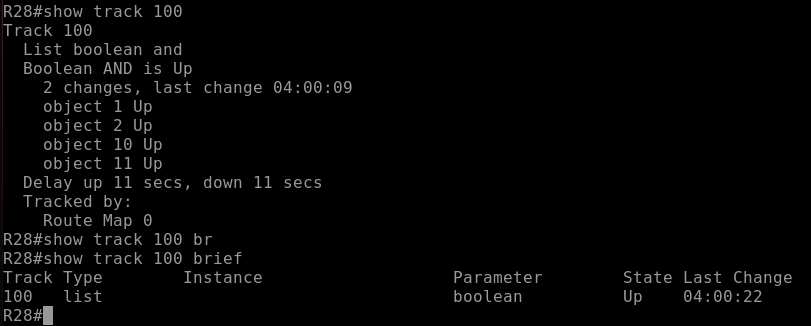 R28#show track 100
Track 100
  List boolean and
  Boolean AND is Up
    2 changes, last change 04:00:09
    object 1 Up
    object 2 Up
    object 10 Up
    object 11 Up
  Delay up 11 secs, down 11 secs
  Tracked by:
    Route Map 0
R28#show track 100 br
R28#show track 100 brief
Track Type        Instance                   Parameter        State Last Change
100   list                                   boolean          Up    04:00:22
R28#